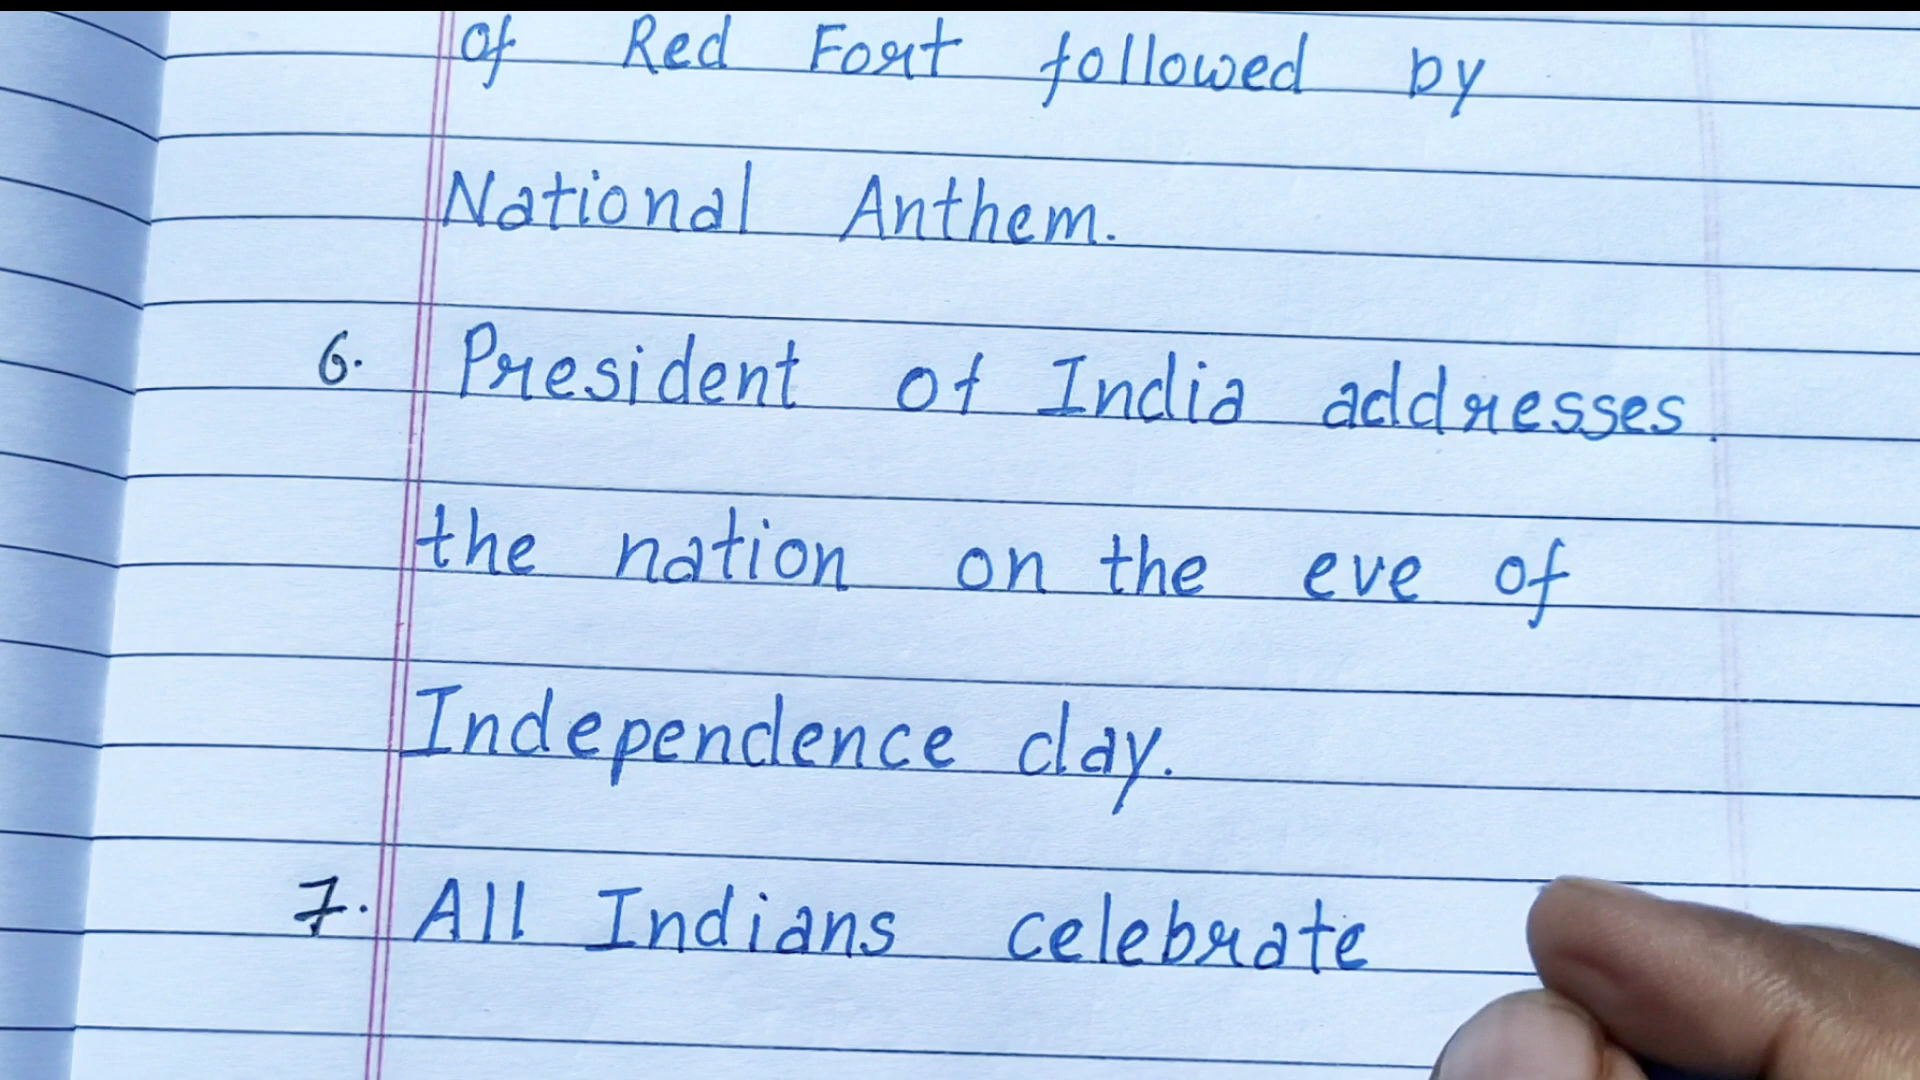 of Red Fort followed by
National Anthem.
6. President of India addresses
the nation on the eve of
Independence day.
7. All Indians celebrate